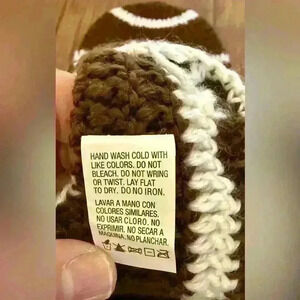 HAND WASH COLD WITH
LIKE COLORS. DO NOT
BLEACH. DO NOT WRING
OR TWIST. LAY FLAT
TO DRY. DO NO IRON.
LAVAR A MANO CON
COLORES SIMILARES.
NO USAR CLORO. NO
EXPRIMIR. NO SECAR A
MAQUINA. NO PLANCHAR.